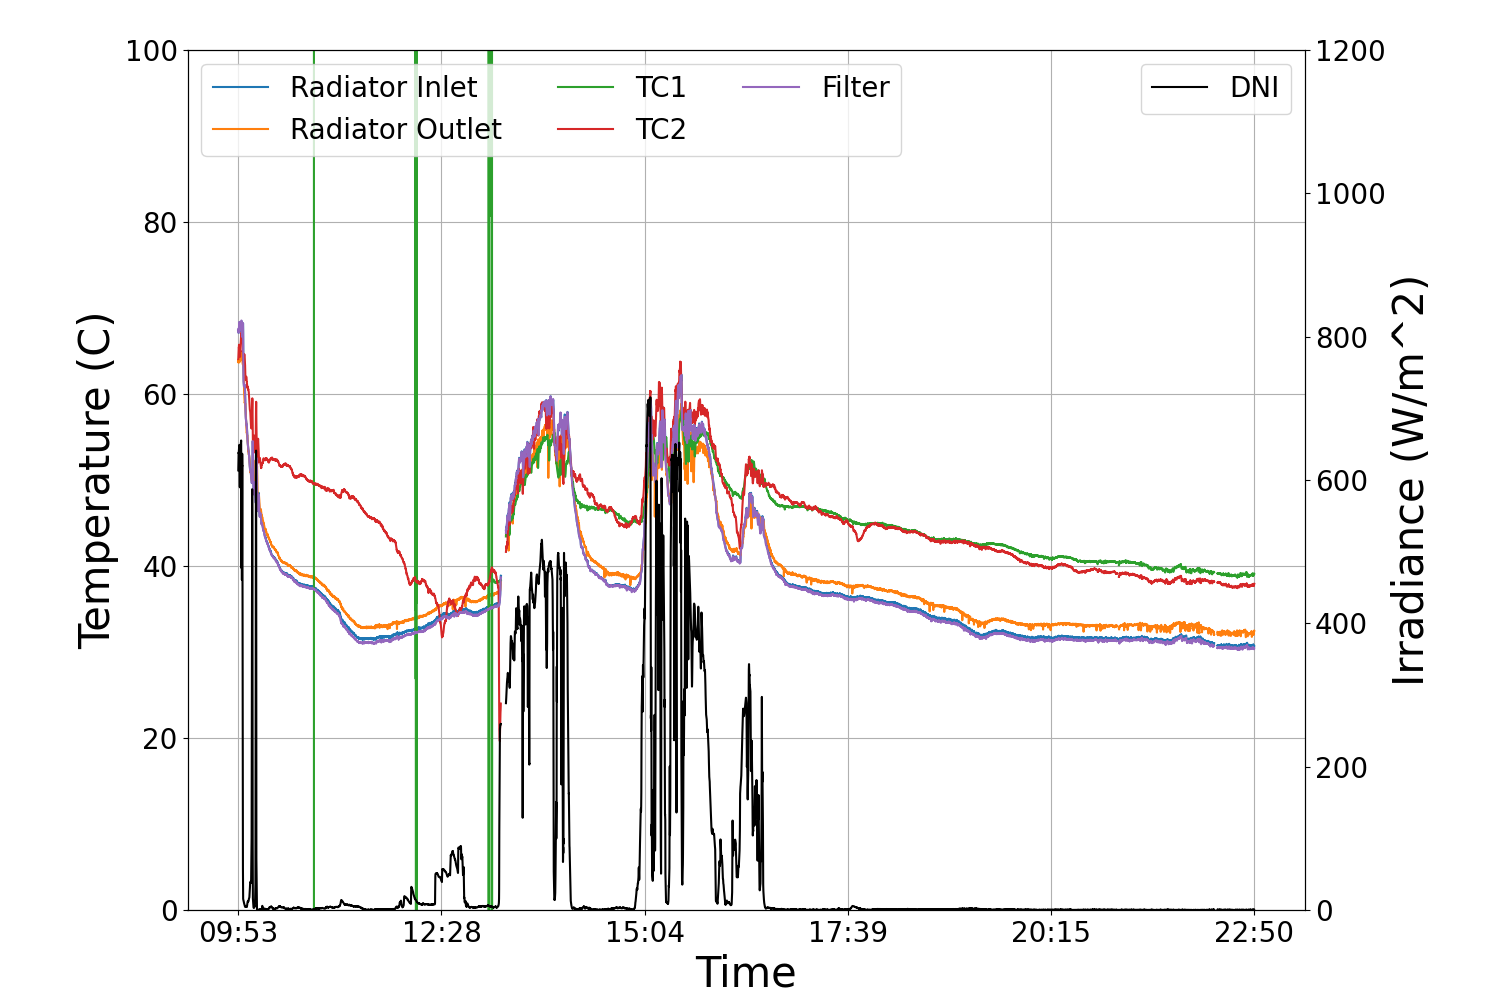 100
80
60
40
20
0
Temperature (C)
Radiator Inlet
Radiator Outlet
TC1
TC2
Filter
DNI
1200
1000
800
600
400
200
0
Irradiance (W/m^2)
09:53 12:28 15:04 17:39 20:15 22:50
Time